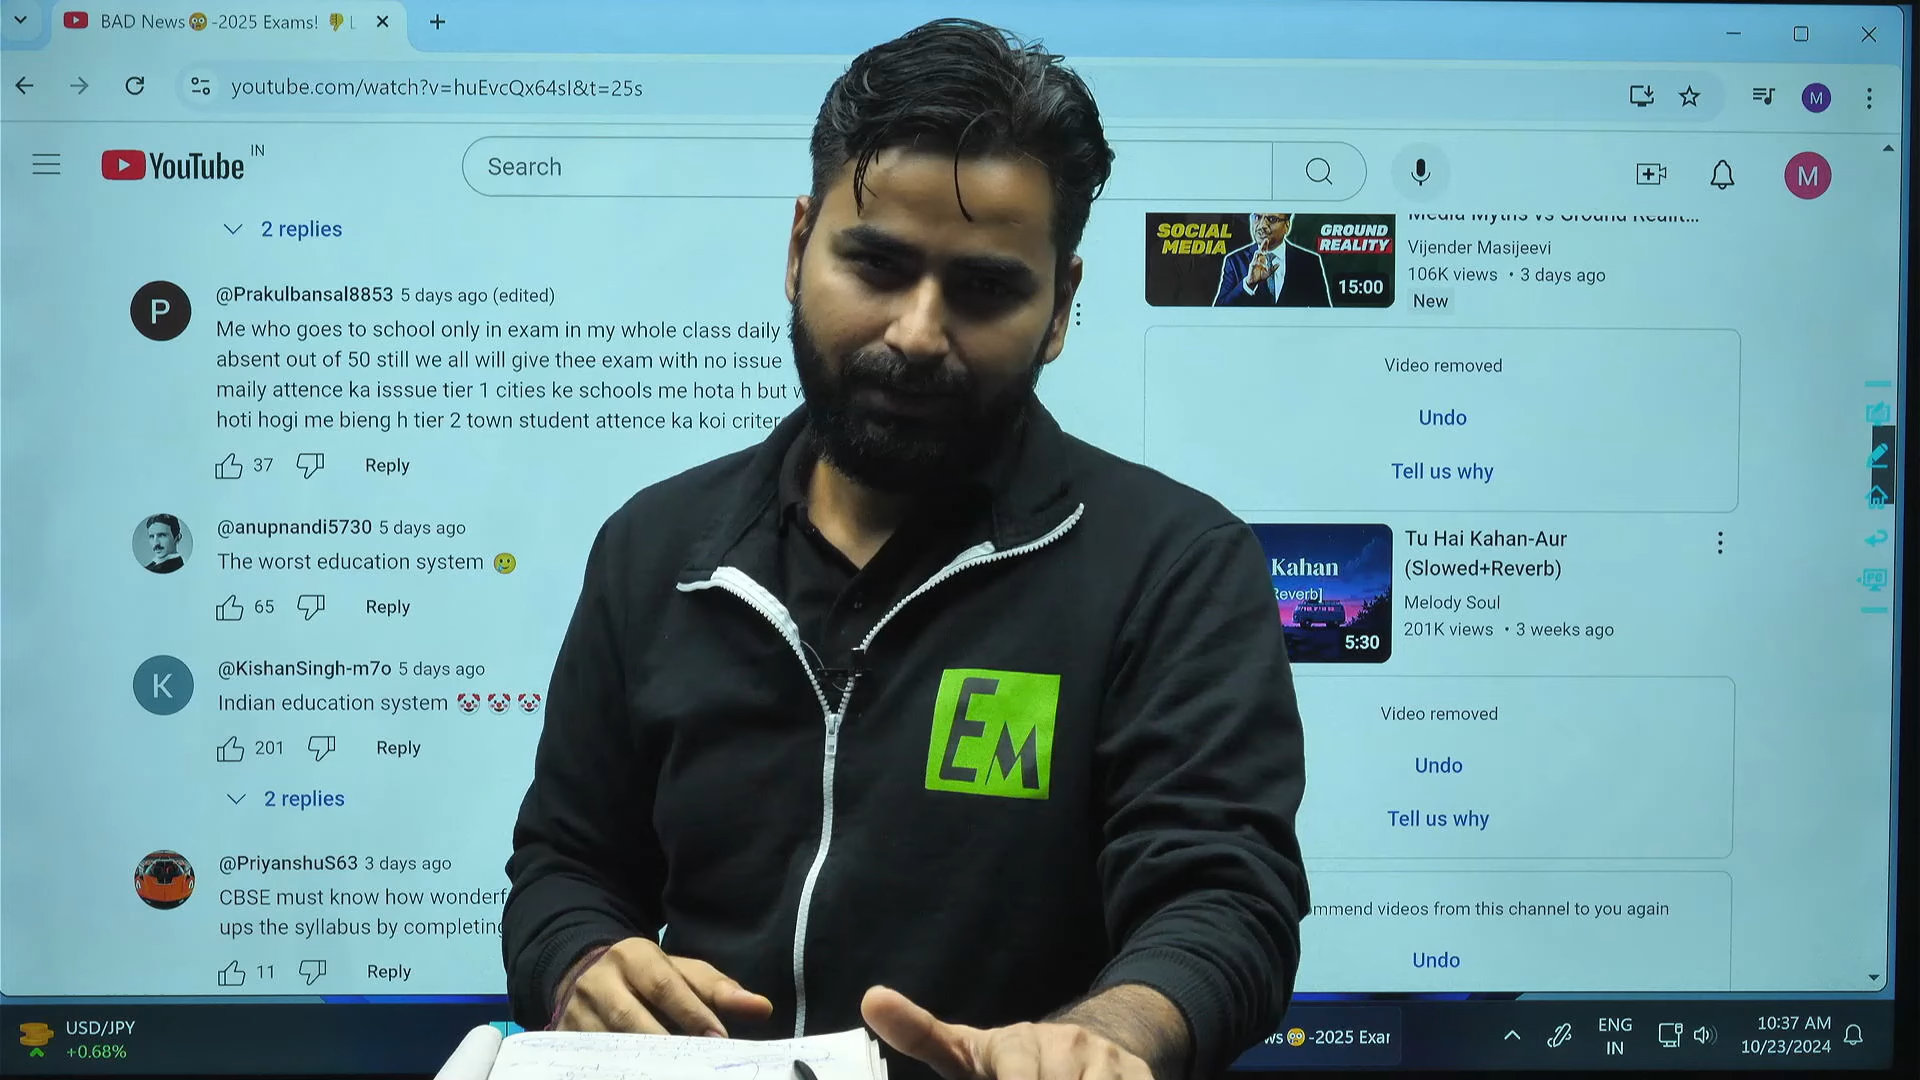 BAD News -2025 Exams! L
youtube.com/watch?v=huEvcQx64sI&t=25s
M
YouTube IN
Search
M
2 replies
P
@Prakulbansal8853 5 days ago (edited)
Me who goes to school only in exam in my whole class daily
absent out of 50 still we all will give thee exam with no issue
maily attence ka isssue tier 1 cities ke schools me hota h but
hoti hogi me bieng h tier 2 town student attence ka koi
37 Reply
@anupnandi5730 5 days ago
The worst education system 🥲
65 Reply
K
@KishanSingh-m7o 5 days ago
Indian education system 🤡 🤡 🤡
201 Reply
2 replies
@PriyanshuS63 3 days ago
CBSE must know how
ups the syllabus by completing
11 Reply
SOCIAL
MEDIA
GROUND
REALITY
15:00
Media Myths vs Ground Realit...
Vijender Masijeevi
106K views • 3 days ago
New
Video removed
Undo
Tell us why
Kahan
Reverb]
5:30
Tu Hai Kahan-Aur
(Slowed+Reverb)
Melody Soul
201K views • 3 weeks ago
Video removed
Undo
Tell us why
videos from this channel to you again
Undo
EM
PC
USD/JPY
+0.68%
-2025 Exar
ENG
IN
10:37 AM
10/23/2024